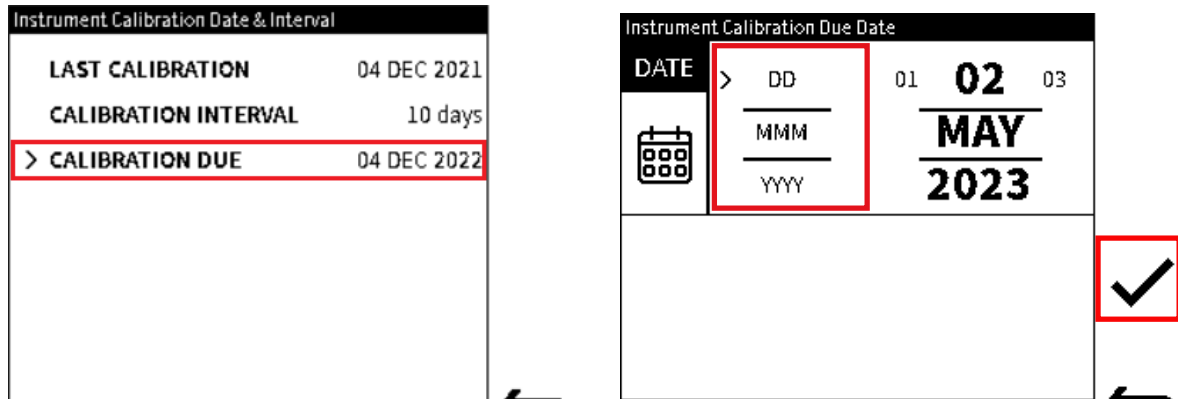 Instrument Calibration Date & Interval
LAST CALIBRATION 04 DEC 2021
CALIBRATION INTERVAL 10 days
> CALIBRATION DUE 04 DEC 2022
Instrument Calibration Due Date
DATE > DD 01 02 03
MMM MAY
YYYY 2023